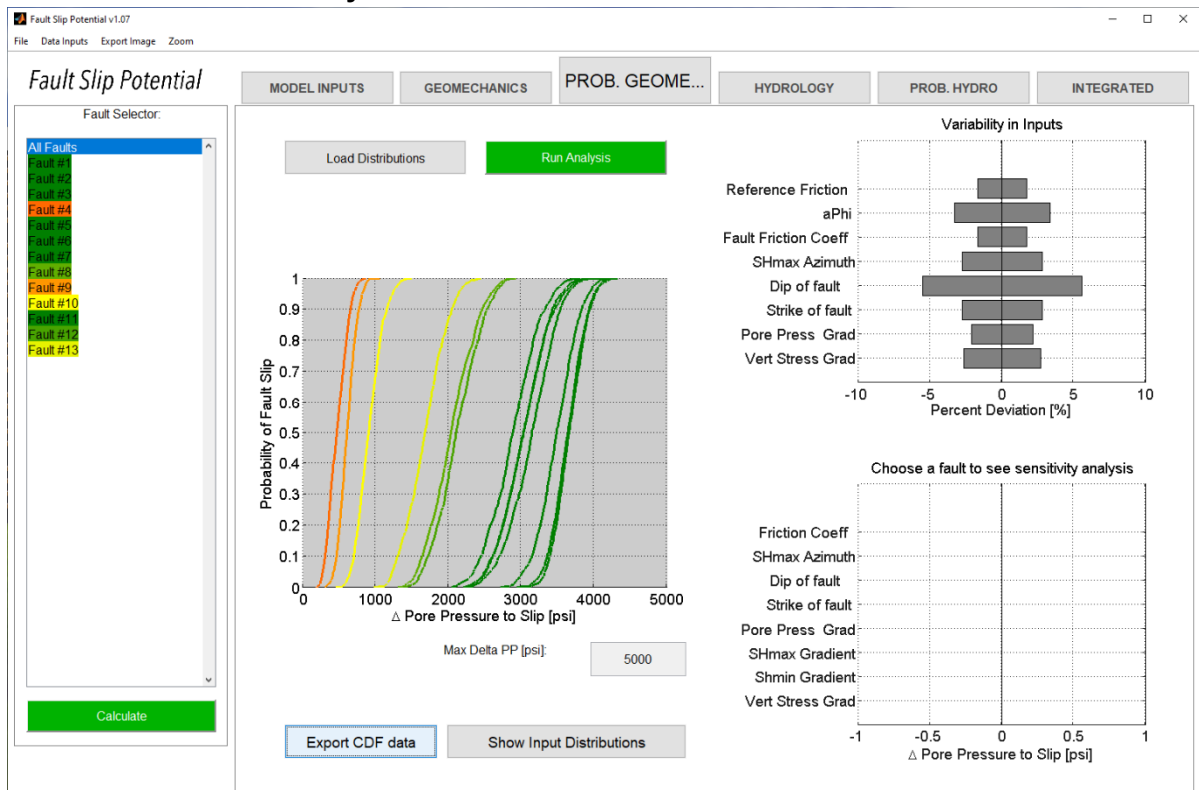 Fault Slip Potential v1.07
File Data Inputs Export Image Zoom
Fault Slip Potential
MODEL INPUTS
GEOMECHANICS
PROB. GEOME...
HYDROLOGY
PROB. HYDRO
INTEGRATED
Fault Selector:
All Faults
Fault #1
Fault #2
Fault #3
Fault #4
Fault #5
Fault #6
Fault #7
Fault #8
Fault #9
Fault #10
Fault #11
Fault #12
Fault #13
Calculate
Load Distributions
Run Analysis
Probability of Fault Slip
1
0.9
0.8
0.7
0.6
0.5
0.4
0.3
0.2
0.1
0
0 1000 2000 3000 4000 5000
Δ Pore Pressure to Slip [psi]
Max Delta PP [psi]:
5000
Export CDF data
Show Input Distributions
Variability in Inputs
Reference Friction
aPhi
Fault Friction Coeff
SHmax Azimuth
Dip of fault
Strike of fault
Pore Press Grad
Vert Stress Grad
-10 -5 0 5 10
Percent Deviation [%]
Choose a fault to see sensitivity analysis
Friction Coeff
SHmax Azimuth
Dip of fault
Strike of fault
Pore Press Grad
SHmax Gradient
Shmin Gradient
Vert Stress Grad
-1 -0.5 0 0.5 1
Δ Pore Pressure to Slip [psi]